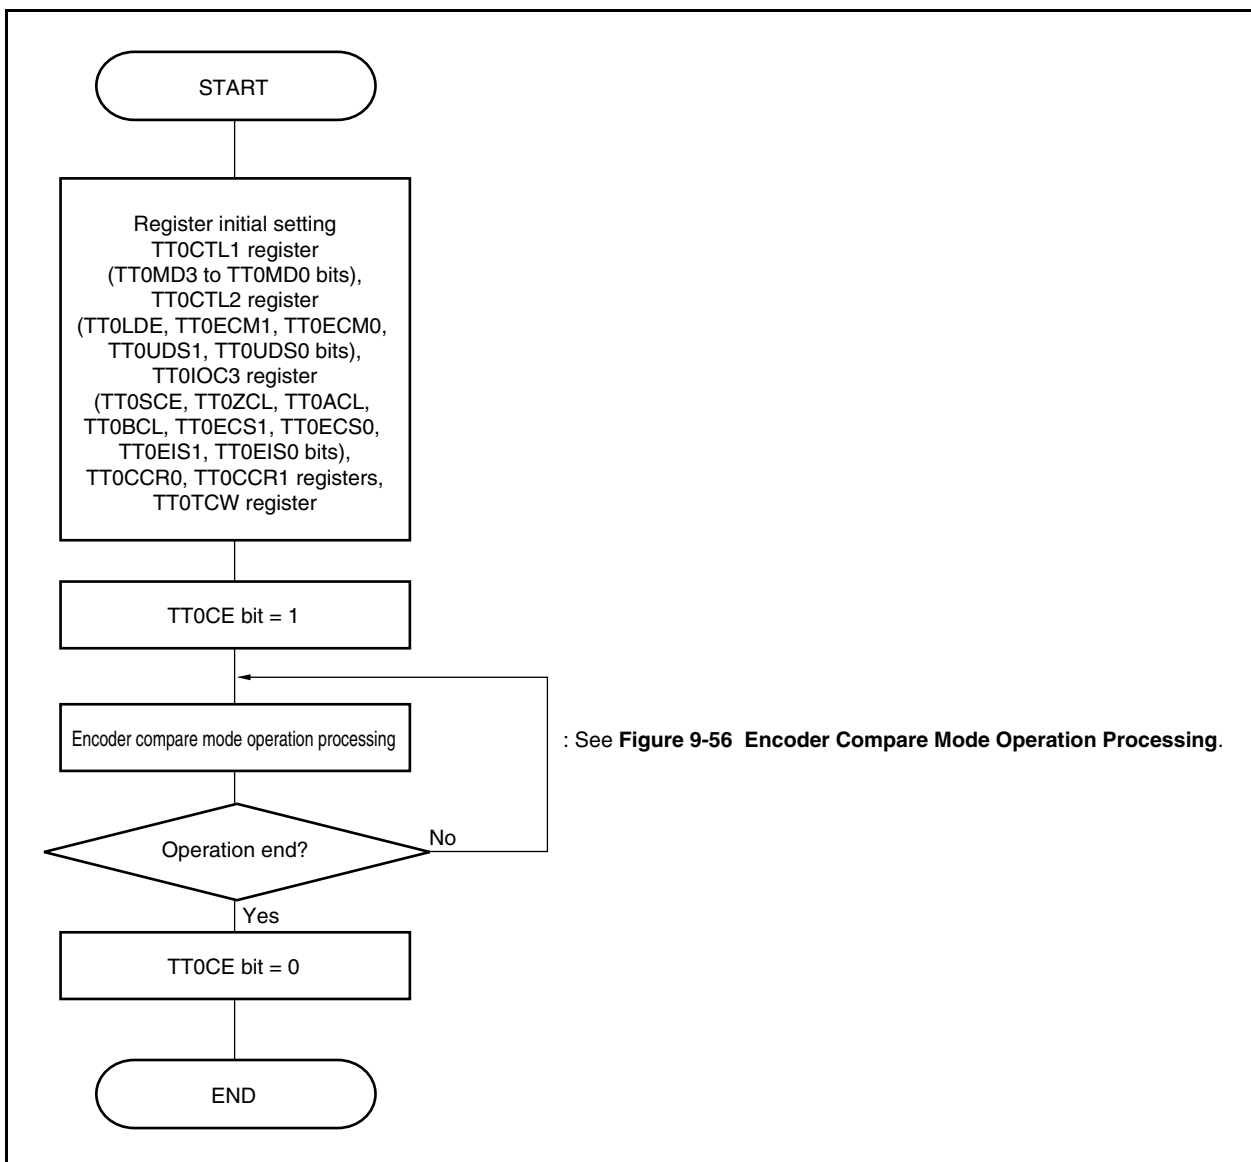 START
Register initial setting
TT0CTL1 register
(TT0MD3 to TT0MD0 bits),
TT0CTL2 register
(TT0LDE, TT0ECM1, TT0ECM0,
TT0UDS1, TT0UDS0 bits),
TT0IOC3 register
(TT0SCE, TT0ZCL, TT0ACL,
TT0BCL, TT0ECS1, TT0ECS0,
TT0EIS1, TT0EIS0 bits),
TT0CCR0, TT0CCR1 registers,
TT0TCW register
TT0CE bit = 1
Encoder compare mode operation processing
: See Figure 9-56 Encoder Compare Mode Operation Processing.
Operation end?
No
Yes
TT0CE bit = 0
END